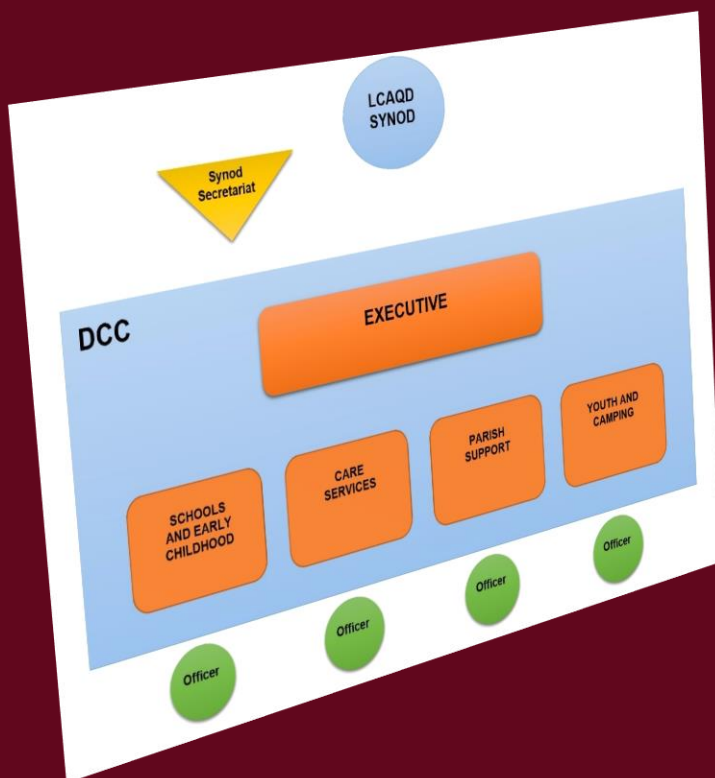 LCAQD
SYNOD
Synod
Secretariat
DCC
EXECUTIVE
SCHOOLS
AND EARLY
CHILDHOOD
CARE
SERVICES
PARISH
SUPPORT
YOUTH AND
CAMPING
Officer
Officer
Officer
Officer